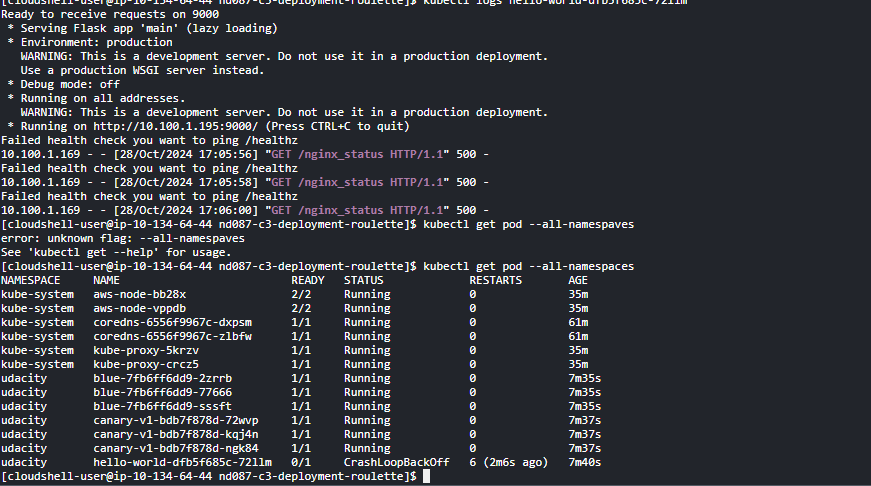 [cloudshell-user@ip-10-134-64-44 nd087-c3-deployment-roulette]$ kubectl logs hello-world-dfb5f685c-72llm
Ready to receive requests on 9000
 * Serving Flask app 'main' (lazy loading)
 * Environment: production
   WARNING: This is a development server. Do not use it in a production deployment.
   Use a production WSGI server instead.
 * Debug mode: off
 * Running on all addresses.
   WARNING: This is a development server. Do not use it in a production deployment.
 * Running on http://10.100.1.195:9000/ (Press CTRL+C to quit)
Failed health check you want to ping /healthz
10.100.1.169 - - [28/Oct/2024 17:05:56] "GET /nginx_status HTTP/1.1" 500 -
Failed health check you want to ping /healthz
10.100.1.169 - - [28/Oct/2024 17:05:58] "GET /nginx_status HTTP/1.1" 500 -
Failed health check you want to ping /healthz
10.100.1.169 - - [28/Oct/2024 17:06:00] "GET /nginx_status HTTP/1.1" 500 -
[cloudshell-user@ip-10-134-64-44 nd087-c3-deployment-roulette]$ kubectl get pod --all-namespaves
error: unknown flag: --all-namespaves
See 'kubectl get --help' for usage.
[cloudshell-user@ip-10-134-64-44 nd087-c3-deployment-roulette]$ kubectl get pod --all-namespaces
NAMESPACE     NAME                          READY   STATUS             RESTARTS       AGE
kube-system   aws-node-bb28x                2/2     Running            0              35m
kube-system   aws-node-vppdb                2/2     Running            0              35m
kube-system   coredns-6556f9967c-dxpsm      1/1     Running            0              61m
kube-system   coredns-6556f9967c-zlbfw      1/1     Running            0              61m
kube-system   kube-proxy-5krzv              1/1     Running            0              35m
kube-system   kube-proxy-crcz5              1/1     Running            0              35m
udacity       blue-7fb6ff6dd9-2zrrb         1/1     Running            0              7m35s
udacity       blue-7fb6ff6dd9-77666         1/1     Running            0              7m35s
udacity       blue-7fb6ff6dd9-sssft         1/1     Running            0              7m35s
udacity       canary-v1-bdb7f878d-72wvp     1/1     Running            0              7m37s
udacity       canary-v1-bdb7f878d-kqj4n     1/1     Running            0              7m37s
udacity       canary-v1-bdb7f878d-ngk84     1/1     Running            0              7m37s
udacity       hello-world-dfb5f685c-72llm   0/1     CrashLoopBackOff   6 (2m6s ago)   7m40s
[cloudshell-user@ip-10-134-64-44 nd087-c3-deployment-roulette]$